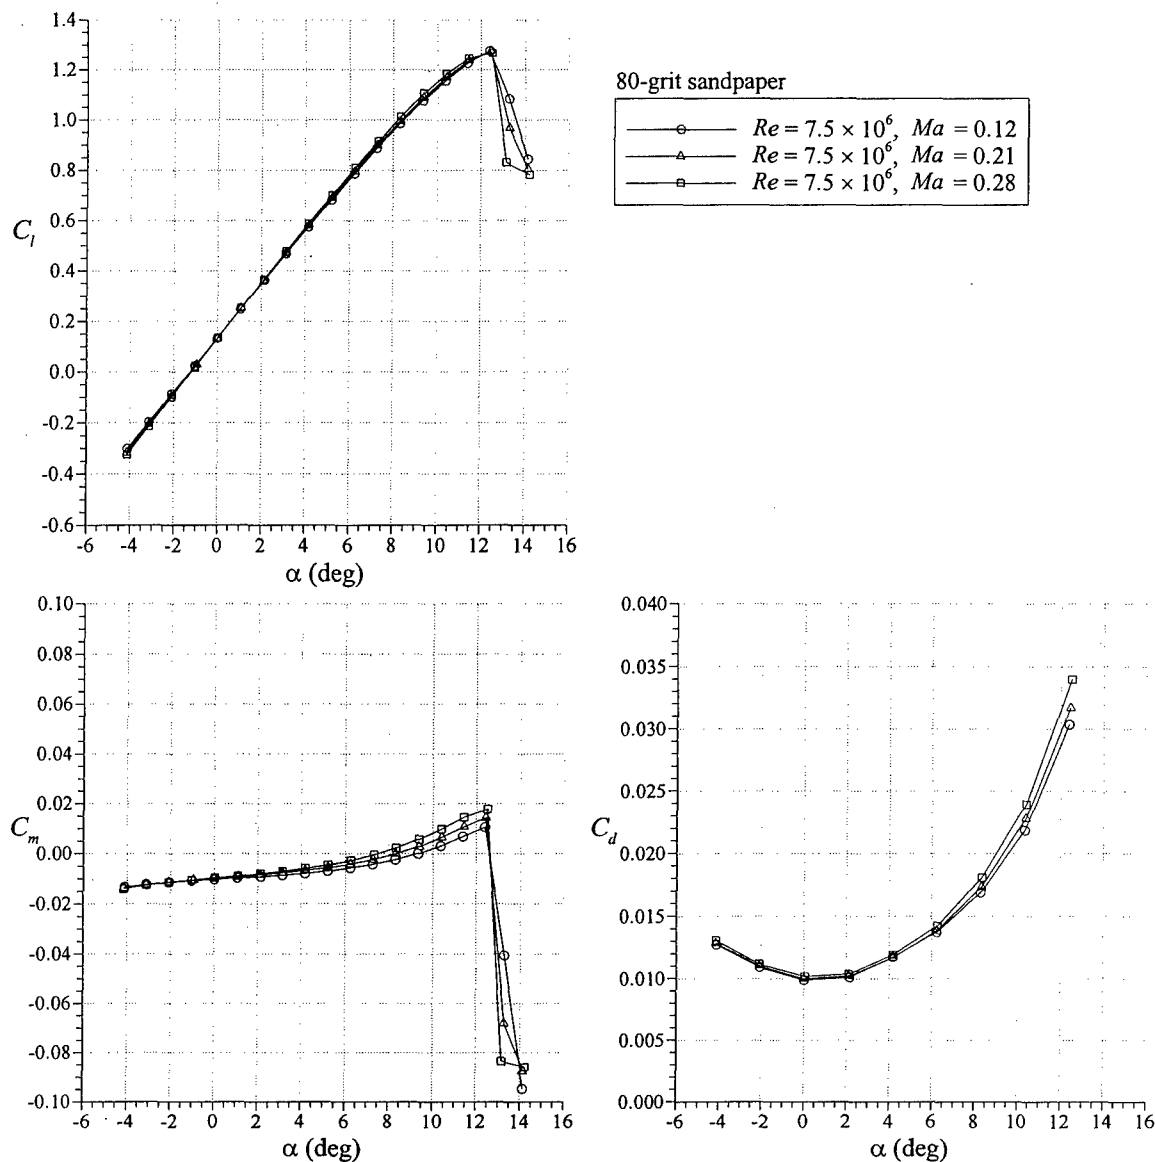 1.4
1.2
1.0
0.8
0.6
0.4
0.2
0.0
-0.2
-0.4
-0.6
C_l
-6 -4 -2 0 2 4 6 8 10 12 14 16
α (deg)
80-grit sandpaper
Re = 7.5 × 10^6, Ma = 0.12
Re = 7.5 × 10^6, Ma = 0.21
Re = 7.5 × 10^6, Ma = 0.28
0.10
0.08
0.06
0.04
0.02
0.00
-0.02
-0.04
-0.06
-0.08
-0.10
C_m
-6 -4 -2 0 2 4 6 8 10 12 14 16
α (deg)
0.040
0.035
0.030
0.025
0.020
0.015
0.010
0.005
0.000
C_d
-6 -4 -2 0 2 4 6 8 10 12 14 16
α (deg)